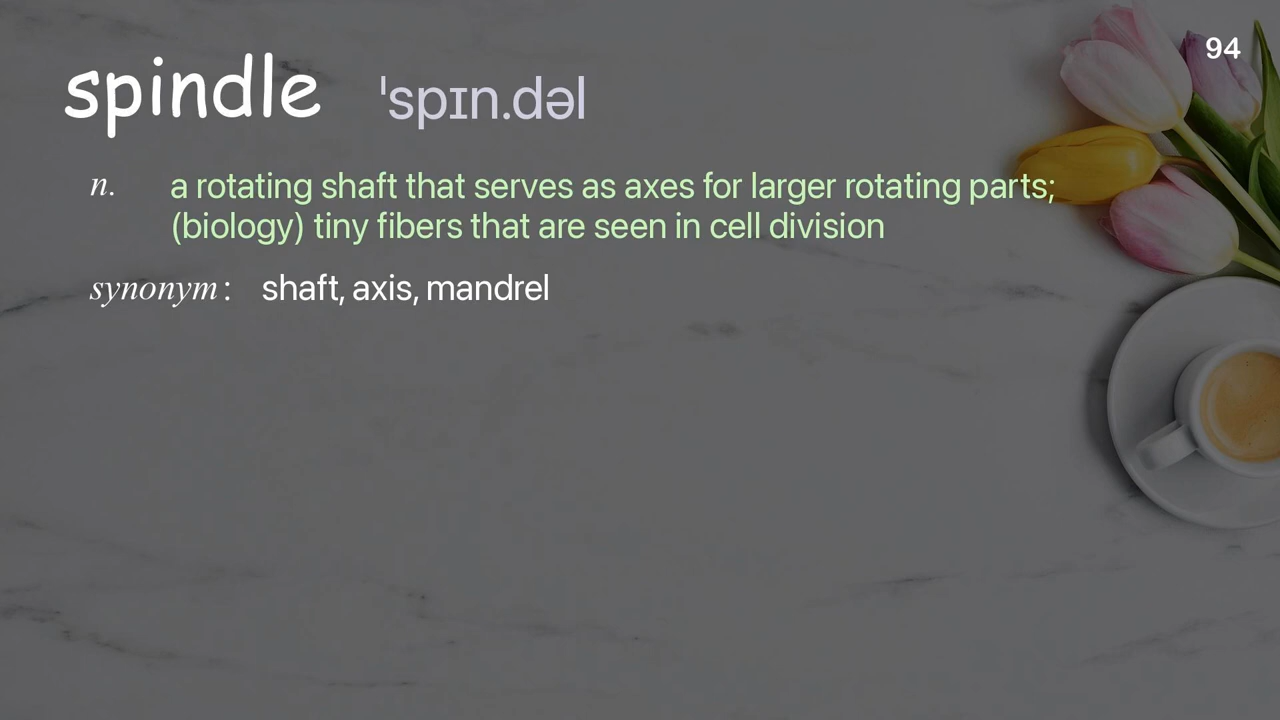 94
spindle ˈspɪn.dəl
n. a rotating shaft that serves as axes for larger rotating parts;
(biology) tiny fibers that are seen in cell division
synonym: shaft, axis, mandrel